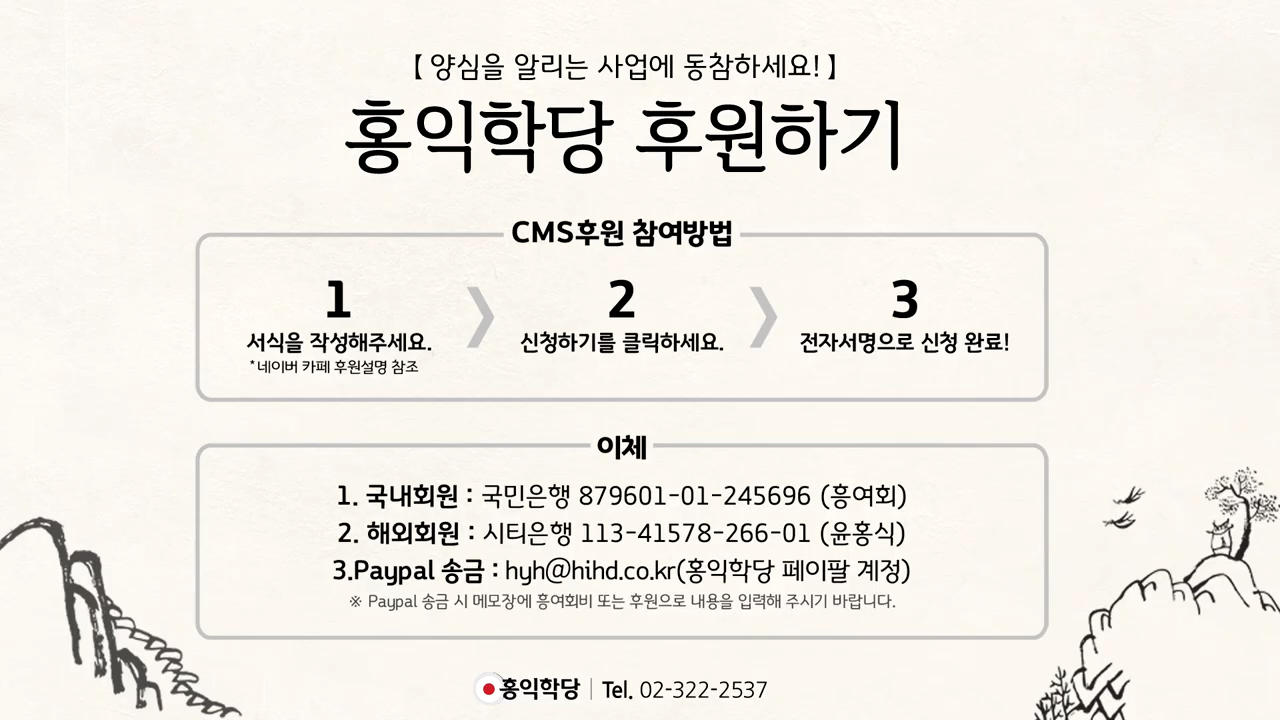 【 양심을 알리는 사업에 동참하세요! 】
홍익학당 후원하기
CMS후원 참여방법
1
서식을 작성해주세요.
*네이버 카페 후원설명 참조
2
신청하기를 클릭하세요.
3
전자서명으로 신청 완료!
이체
1. 국내회원 : 국민은행 879601-01-245696 (흥여회)
2. 해외회원 : 시티은행 113-41578-266-01 (윤홍식)
3.Paypal 송금 : hyh@hihd.co.kr(홍익학당 페이팔 계정)
※ Paypal 송금 시 메모장에 흥여회비 또는 후원으로 내용을 입력해 주시기 바랍니다.
홍익학당 | Tel. 02-322-2537